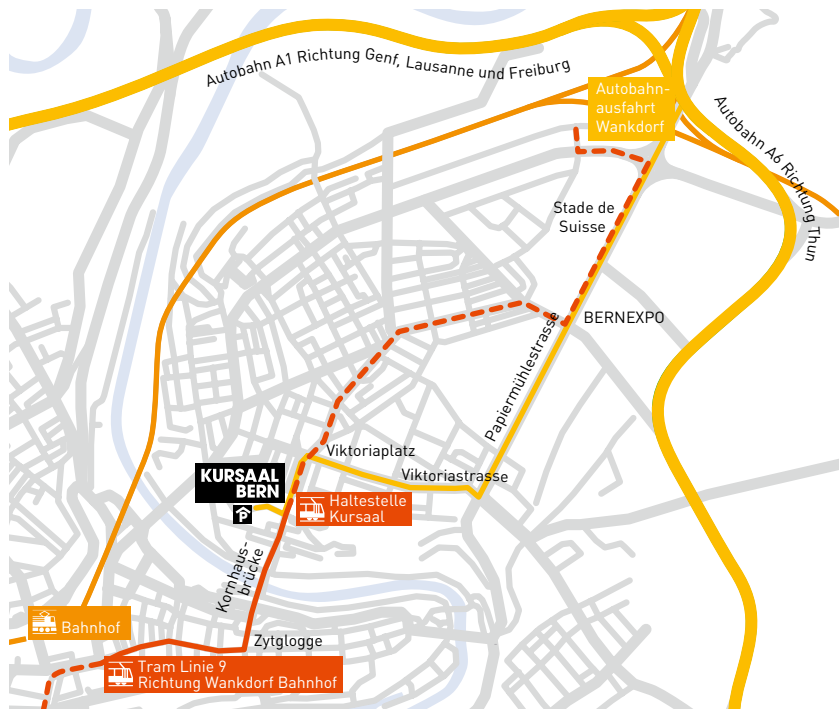 Autobahn A1 Richtung Genf, Lausanne und Freiburg
Autobahn-
ausfahrt
Wankdorf
Autobahn A6 Richtung Thun
Stade de
Suisse
BERNEXPO
Papiermühlestrasse
Viktoriaplatz
Viktoriastrasse
KURSAAL
BERN
P
Haltestelle
Kursaal
Kornhaus-
brücke
Bahnhof
Zytglogge
Tram Linie 9
Richtung Wankdorf Bahnhof